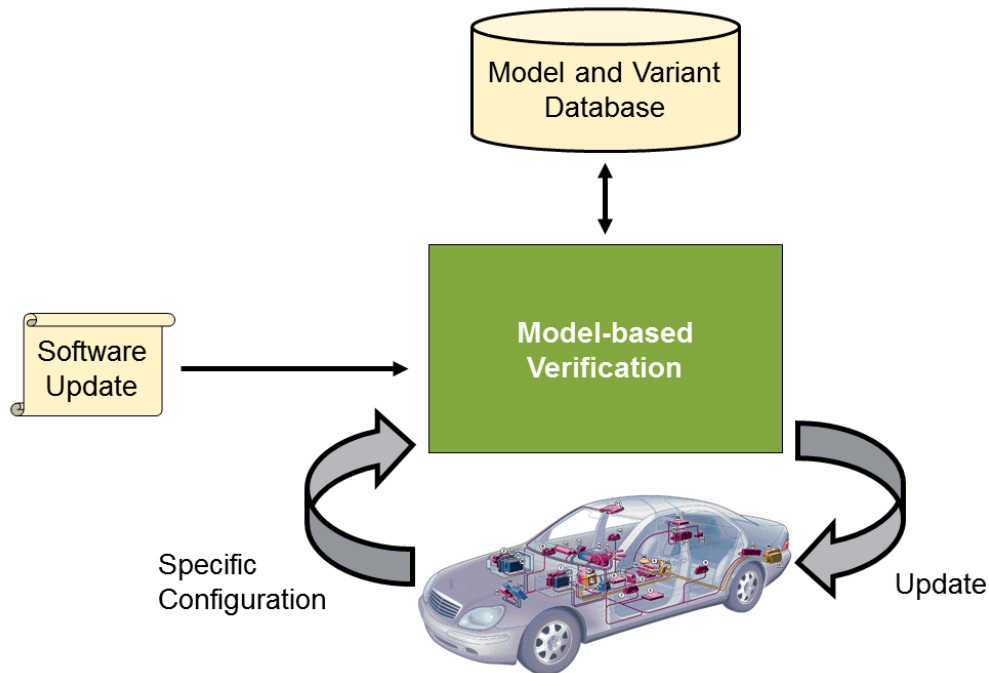 Model and Variant
Database
Model-based
Verification
Software
Update
Specific
Configuration
Update